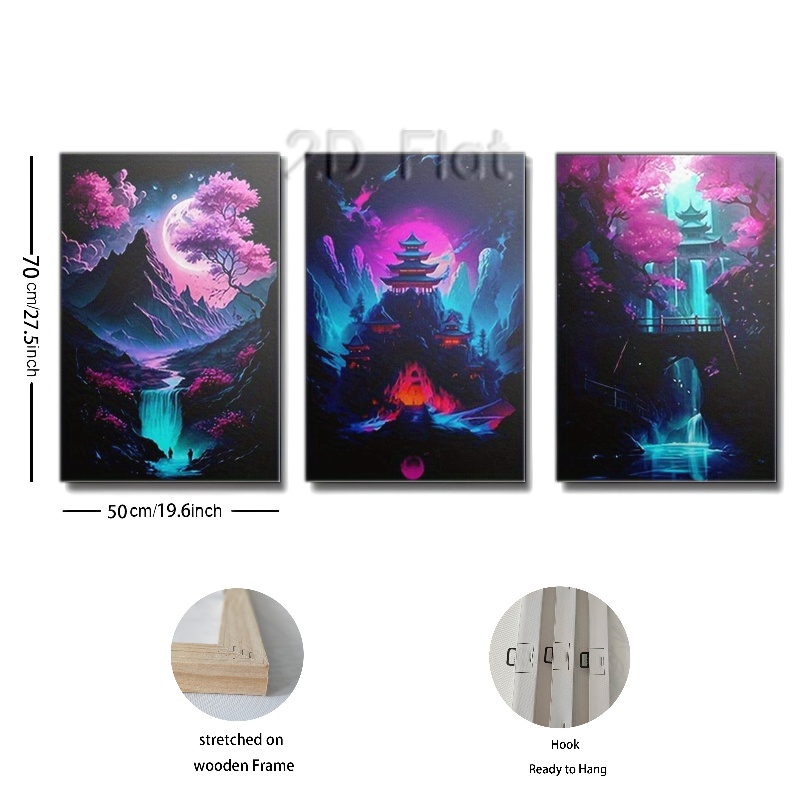 2D Flat
70 cm/27.5inch
50cm/19.6inch
stretched on
wooden Frame
Hook
Ready to Hang